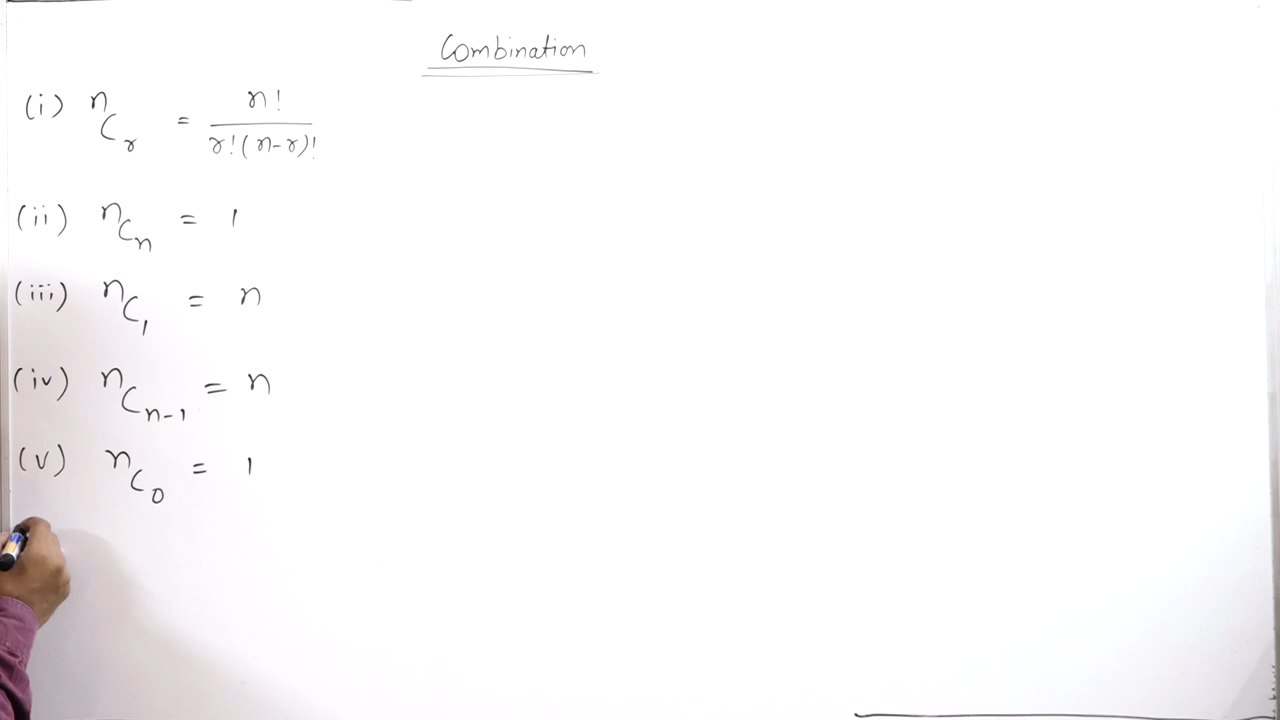 Combination
(i) nCr = n! / r!(n-r)!
(ii) nCn = 1
(iii) nC1 = n
(iv) nCn-1 = n
(v) nC0 = 1